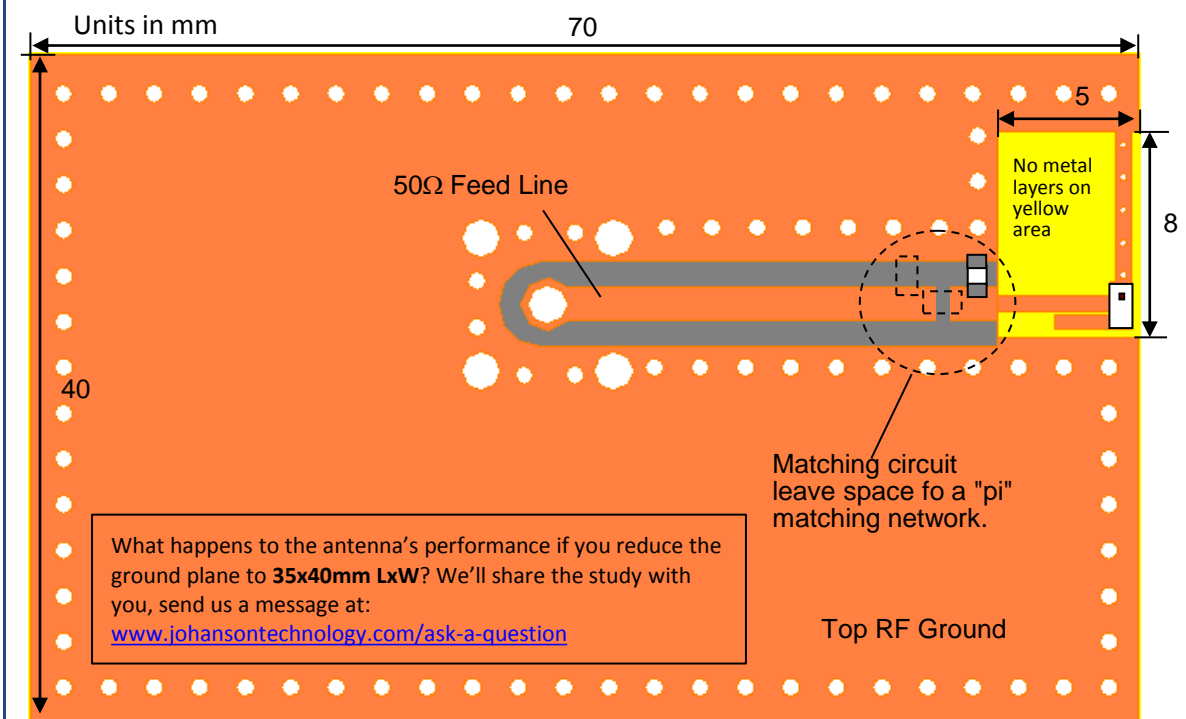 Units in mm
70
5
No metal
layers on
yellow
area
8
50Ω Feed Line
40
Matching circuit
leave space fo a "pi"
matching network.
What happens to the antenna's performance if you reduce the
ground plane to 35x40mm LxW? We'll share the study with
you, send us a message at:
www.johansontechnology.com/ask-a-question
Top RF Ground